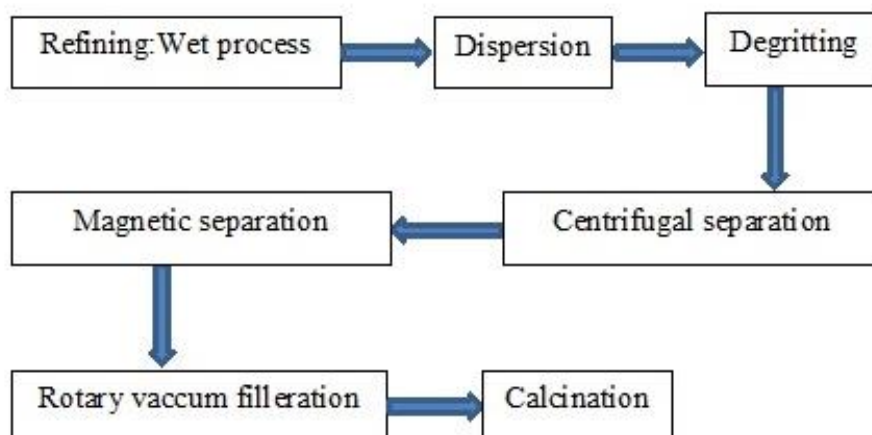 Refining:Wet process
Dispersion
Degritting
Centrifugal separation
Magnetic separation
Rotary vaccum filleration
Calcination